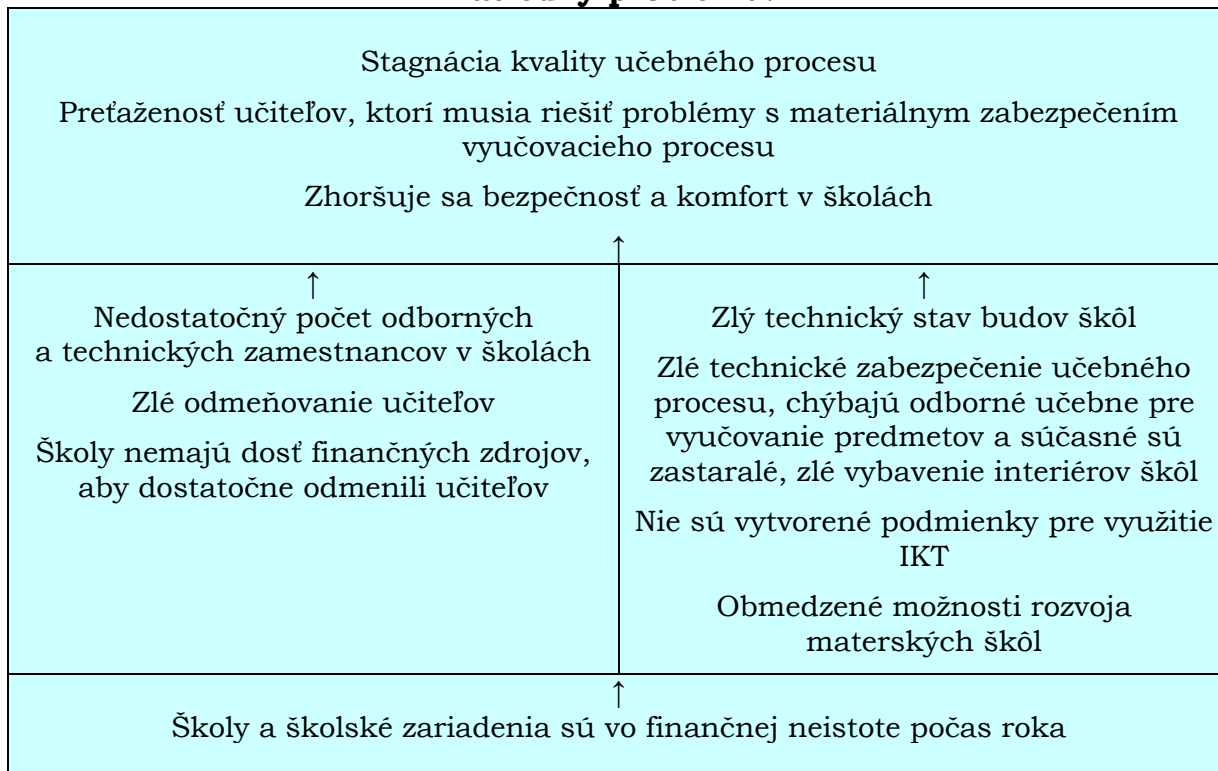 Stagnácia kvality učebného procesu
Preťaženosť učiteľov, ktorí musia riešiť problémy s materiálnym zabezpečením
vyučovacieho procesu
Zhoršuje sa bezpečnosť a komfort v školách
↑
↑
Nedostatočný počet odborných
a technických zamestnancov v školách
Zlé odmeňovanie učiteľov
Školy nemajú dosť finančných zdrojov,
aby dostatočne odmenili učiteľov
↑
Zlý technický stav budov škôl
Zlé technické zabezpečenie učebného
procesu, chýbajú odborné učebne pre
vyučovanie predmetov a súčasné sú
zastaralé, zlé vybavenie interiérov škôl
Nie sú vytvorené podmienky pre využitie
IKT
Obmedzené možnosti rozvoja
materských škôl
↑
Školy a školské zariadenia sú vo finančnej neistote počas roka